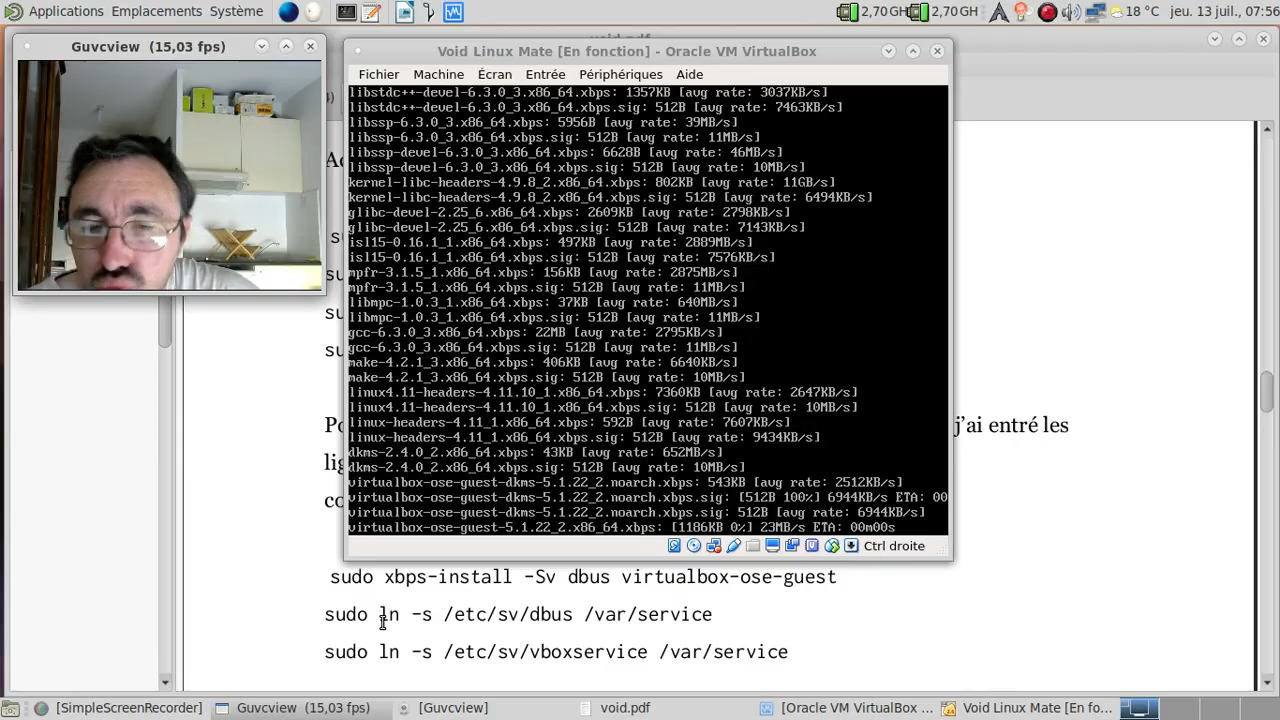 Applications Emplacements Système
2,70 GH 2,70 GH 18 °C jeu. 13 juil., 07:56
void.pdf
Guvcview (15,03 fps)
Void Linux Mate [En fonction] - Oracle VM VirtualBox
Fichier Machine Écran Entrée Périphériques Aide
libstdc++-devel-6.3.0_3.x86_64.xbps: 1357KB [avg rate: 3037KB/s]
libstdc++-devel-6.3.0_3.x86_64.xbps.sig: 512B [avg rate: 7463KB/s]
libssp-6.3.0_3.x86_64.xbps: 5956B [avg rate: 39MB/s]
libssp-6.3.0_3.x86_64.xbps.sig: 512B [avg rate: 11MB/s]
libssp-devel-6.3.0_3.x86_64.xbps: 6628B [avg rate: 46MB/s]
libssp-devel-6.3.0_3.x86_64.xbps.sig: 512B [avg rate: 10MB/s]
kernel-libc-headers-4.9.8_2.x86_64.xbps: 802KB [avg rate: 11GB/s]
kernel-libc-headers-4.9.8_2.x86_64.xbps.sig: 512B [avg rate: 6494KB/s]
glibc-devel-2.25_6.x86_64.xbps: 2609KB [avg rate: 2798KB/s]
glibc-devel-2.25_6.x86_64.xbps.sig: 512B [avg rate: 7143KB/s]
isl15-0.16.1_1.x86_64.xbps: 497KB [avg rate: 2889MB/s]
isl15-0.16.1_1.x86_64.xbps.sig: 512B [avg rate: 7576KB/s]
mpfr-3.1.5_1.x86_64.xbps: 156KB [avg rate: 2875MB/s]
mpfr-3.1.5_1.x86_64.xbps.sig: 512B [avg rate: 11MB/s]
libmpc-1.0.3_1.x86_64.xbps: 37KB [avg rate: 640MB/s]
libmpc-1.0.3_1.x86_64.xbps.sig: 512B [avg rate: 11MB/s]
gcc-6.3.0_3.x86_64.xbps: 22MB [avg rate: 2795KB/s]
gcc-6.3.0_3.x86_64.xbps.sig: 512B [avg rate: 11MB/s]
make-4.2.1_3.x86_64.xbps: 406KB [avg rate: 6640KB/s]
make-4.2.1_3.x86_64.xbps.sig: 512B [avg rate: 10MB/s]
linux4.11-headers-4.11.10_1.x86_64.xbps: 7360KB [avg rate: 2647KB/s]
linux4.11-headers-4.11.10_1.x86_64.xbps.sig: 512B [avg rate: 10MB/s]
linux-headers-4.11_1.x86_64.xbps: 592B [avg rate: 7607KB/s]
linux-headers-4.11_1.x86_64.xbps.sig: 512B [avg rate: 9434KB/s]
dkms-2.4.0_2.x86_64.xbps: 43KB [avg rate: 652MB/s]
dkms-2.4.0_2.x86_64.xbps.sig: 512B [avg rate: 10MB/s]
virtualbox-ose-guest-dkms-5.1.22_2.noarch.xbps: 543KB [avg rate: 2512KB/s]
virtualbox-ose-guest-dkms-5.1.22_2.noarch.xbps.sig: [512B 100%] 6944KB/s ETA: 00
virtualbox-ose-guest-dkms-5.1.22_2.noarch.xbps.sig: 512B [avg rate: 6944KB/s]
virtualbox-ose-guest-5.1.22_2.x86_64.xbps: [1186KB 0%] 23MB/s ETA: 00m00s
Ctrl droite
j'ai entré les
sudo xbps-install -Sv dbus virtualbox-ose-guest
sudo ln -s /etc/sv/dbus /var/service
sudo ln -s /etc/sv/vboxservice /var/service
[SimpleScreenRecorder] Guvcview (15,03 fps) [Guvcview] void.pdf [Oracle VM VirtualBox ... Void Linux Mate [En fo...